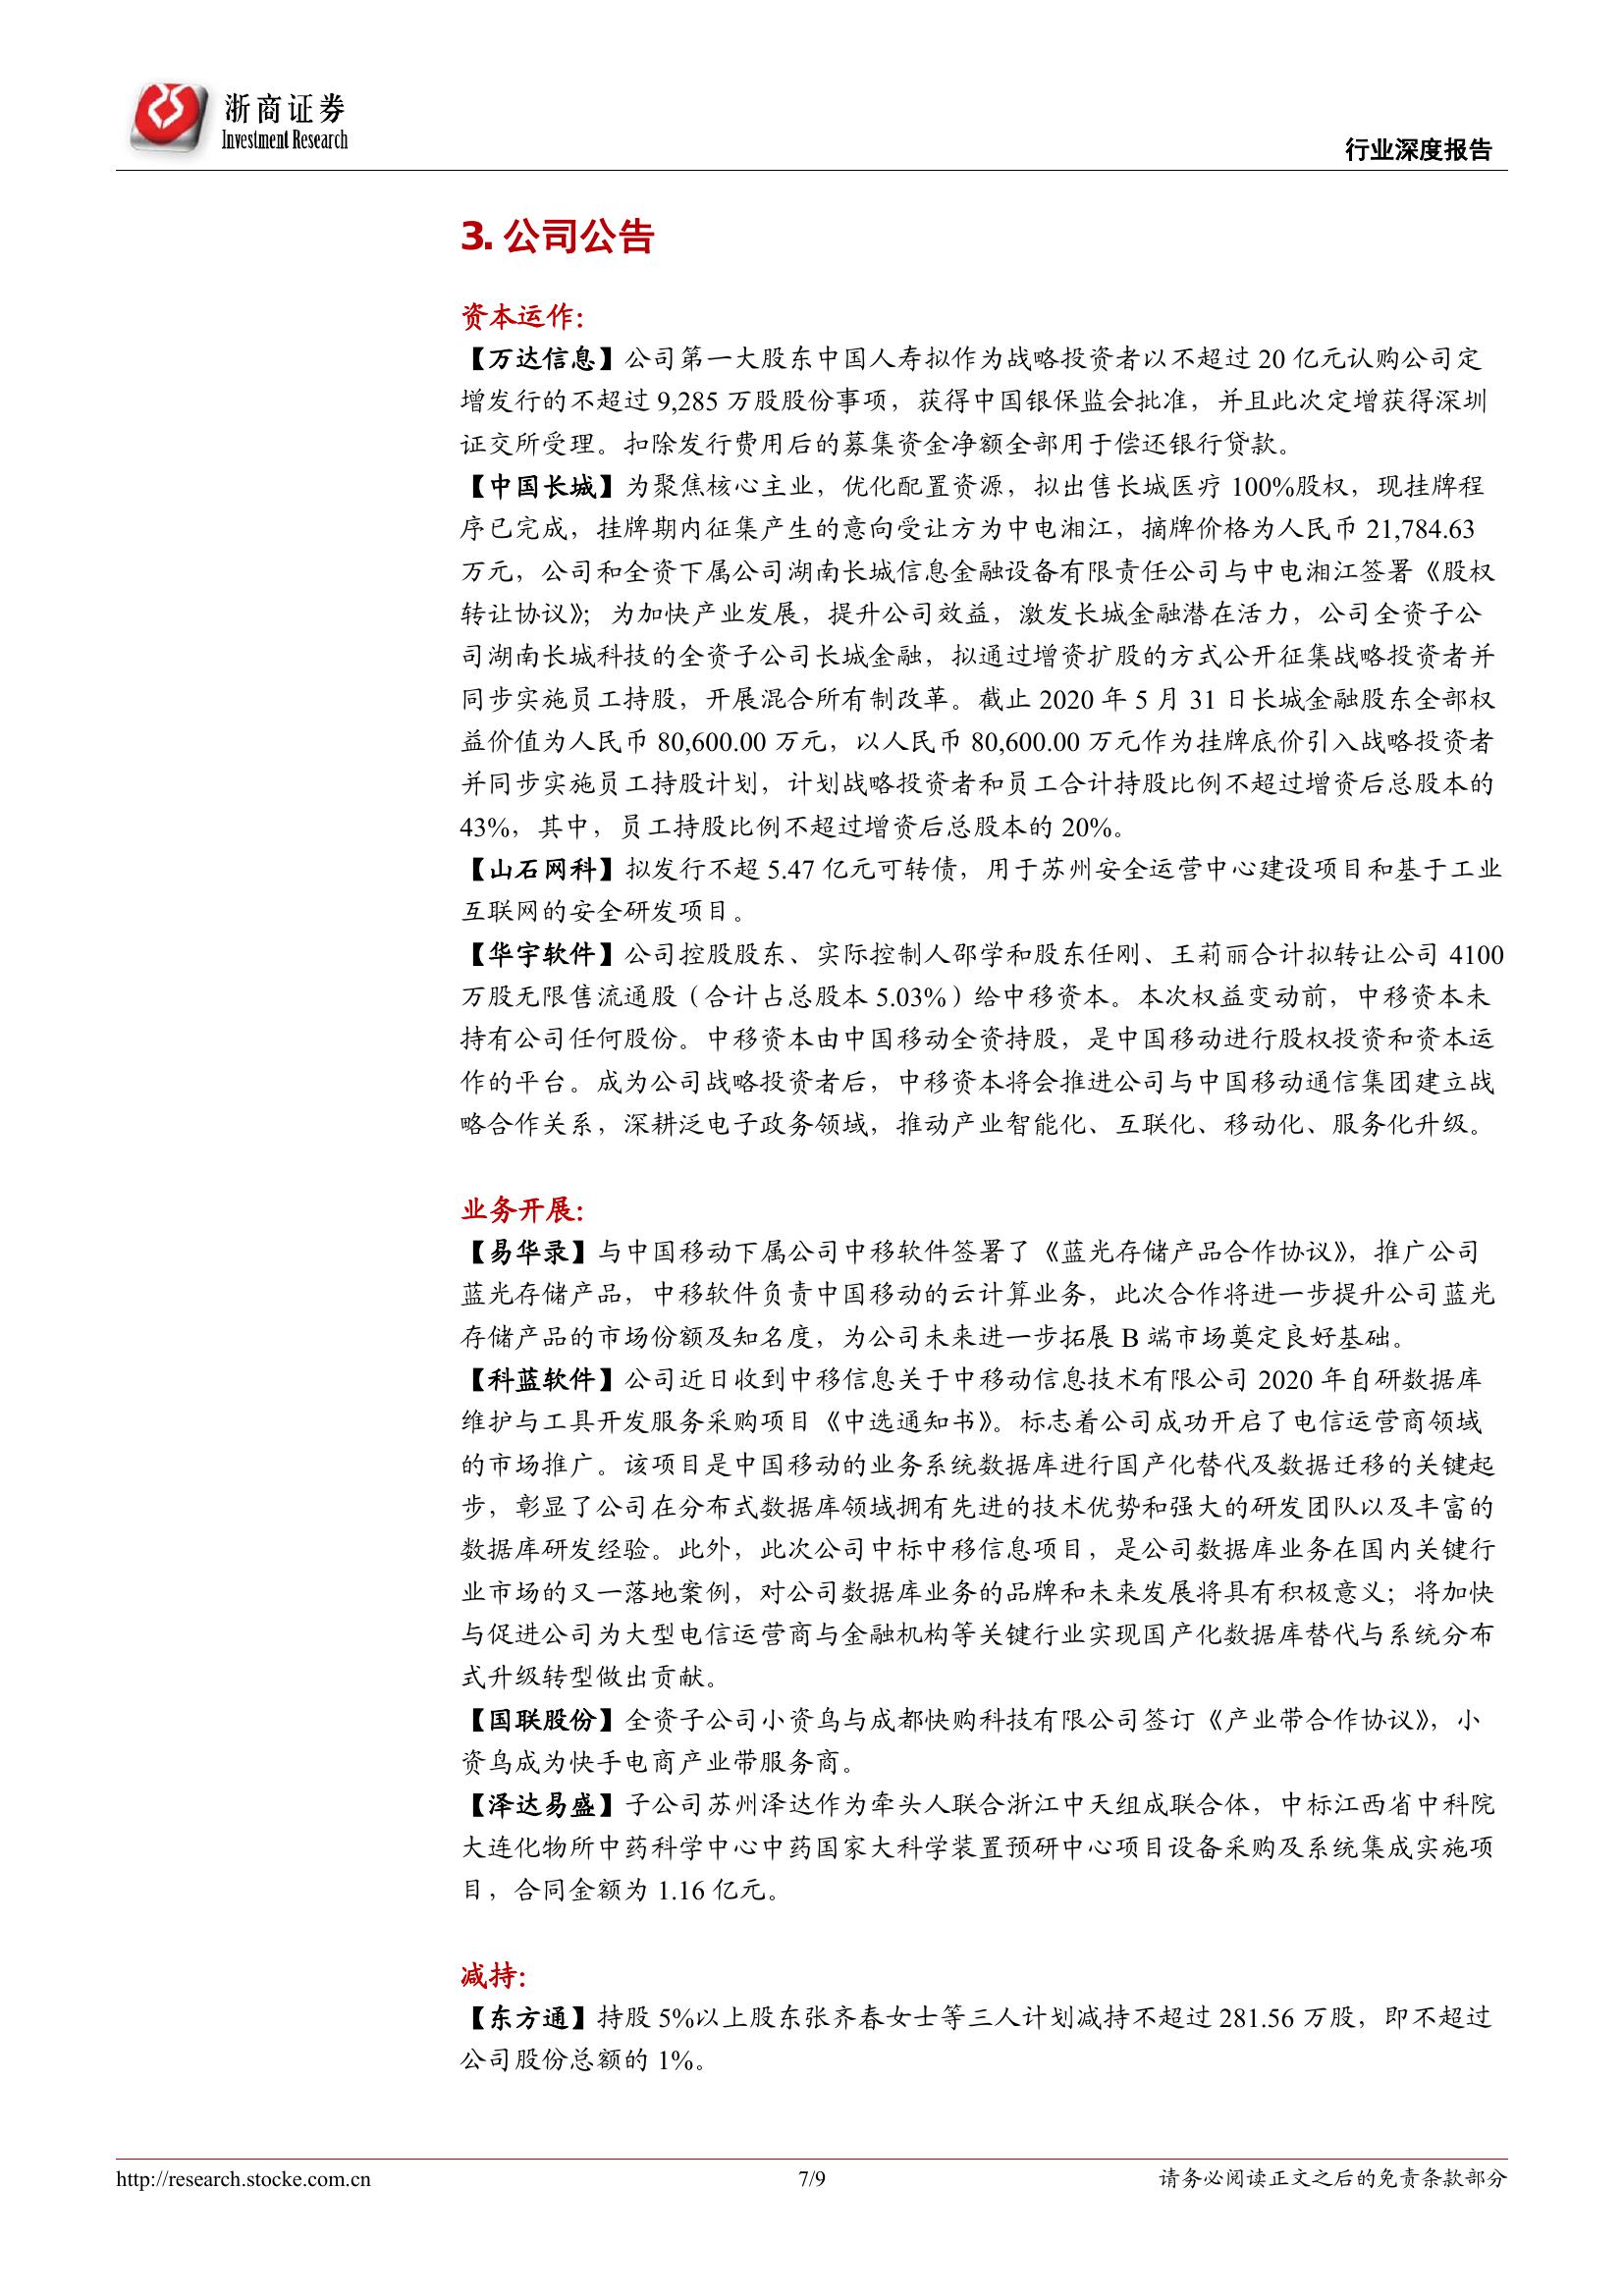 浙商证券
Investment Research
行业深度报告
3. 公司公告
资本运作：
【万达信息】公司第一大股东中国人寿拟作为战略投资者以不超过 20 亿元认购公司定
增发行的不超过 9,285 万股股份事项，获得中国银保监会批准，并且此次定增获得深圳
证交所受理。扣除发行费用后的募集资金净额全部用于偿还银行贷款。
【中国长城】为聚焦核心主业，优化配置资源，拟出售长城医疗 100%股权，现挂牌程
序已完成，挂牌期内征集产生的意向受让方为中电湘江，摘牌价格为人民币 21,784.63
万元，公司和全资下属公司湖南长城信息金融设备有限责任公司与中电湘江签署《股权
转让协议》；为加快产业发展，提升公司效益，激发长城金融潜在活力，公司全资子公
司湖南长城科技的全资子公司长城金融，拟通过增资扩股的方式公开征集战略投资者并
同步实施员工持股，开展混合所有制改革。截止 2020 年 5 月 31 日长城金融股东全部权
益价值为人民币 80,600.00 万元，以人民币 80,600.00 万元作为挂牌底价引入战略投资者
并同步实施员工持股计划，计划战略投资者和员工合计持股比例不超过增资后总股本的
43%，其中，员工持股比例不超过增资后总股本的 20%。
【山石网科】拟发行不超 5.47 亿元可转债，用于苏州安全运营中心建设项目和基于工业
互联网的安全研发项目。
【华宇软件】公司控股股东、实际控制人邵学和股东任刚、王莉丽合计拟转让公司 4100
万股无限售流通股（合计占总股本 5.03%）给中移资本。本次权益变动前，中移资本未
持有公司任何股份。中移资本由中国移动全资持股，是中国移动进行股权投资和资本运
作的平台。成为公司战略投资者后，中移资本将会推进公司与中国移动通信集团建立战
略合作关系，深耕泛电子政务领域，推动产业智能化、互联化、移动化、服务化升级。
业务开展：
【易华录】与中国移动下属公司中移软件签署了《蓝光存储产品合作协议》，推广公司
蓝光存储产品，中移软件负责中国移动的云计算业务，此次合作将进一步提升公司蓝光
存储产品的市场份额及知名度，为公司未来进一步拓展 B 端市场奠定良好基础。
【科蓝软件】公司近日收到中移信息关于中移动信息技术有限公司 2020 年自研数据库
维护与工具开发服务采购项目《中选通知书》。标志着公司成功开启了电信运营商领域
的市场推广。该项目是中国移动的业务系统数据库进行国产化替代及数据迁移的关键起
步，彰显了公司在分布式数据库领域拥有先进的技术优势和强大的研发团队以及丰富的
数据库研发经验。此外，此次公司中标中移信息项目，是公司数据库业务在国内关键行
业市场的又一落地案例，对公司数据库业务的品牌和未来发展将具有积极意义；将加快
与促进公司为大型电信运营商与金融机构等关键行业实现国产化数据库替代与系统分布
式升级转型做出贡献。
【国联股份】全资子公司小资鸟与成都快购科技有限公司签订《产业带合作协议》，小
资鸟成为快手电商产业带服务商。
【泽达易盛】子公司苏州泽达作为牵头人联合浙江中天组成联合体，中标江西省中科院
大连化物所中药科学中心中药国家大科学装置预研中心项目设备采购及系统集成实施项
目，合同金额为 1.16 亿元。
减持：
【东方通】持股 5%以上股东张齐春女士等三人计划减持不超过 281.56 万股，即不超过
公司股份总额的 1%。
http://research.stocke.com.cn
7/9
请务必阅读正文之后的免责条款部分